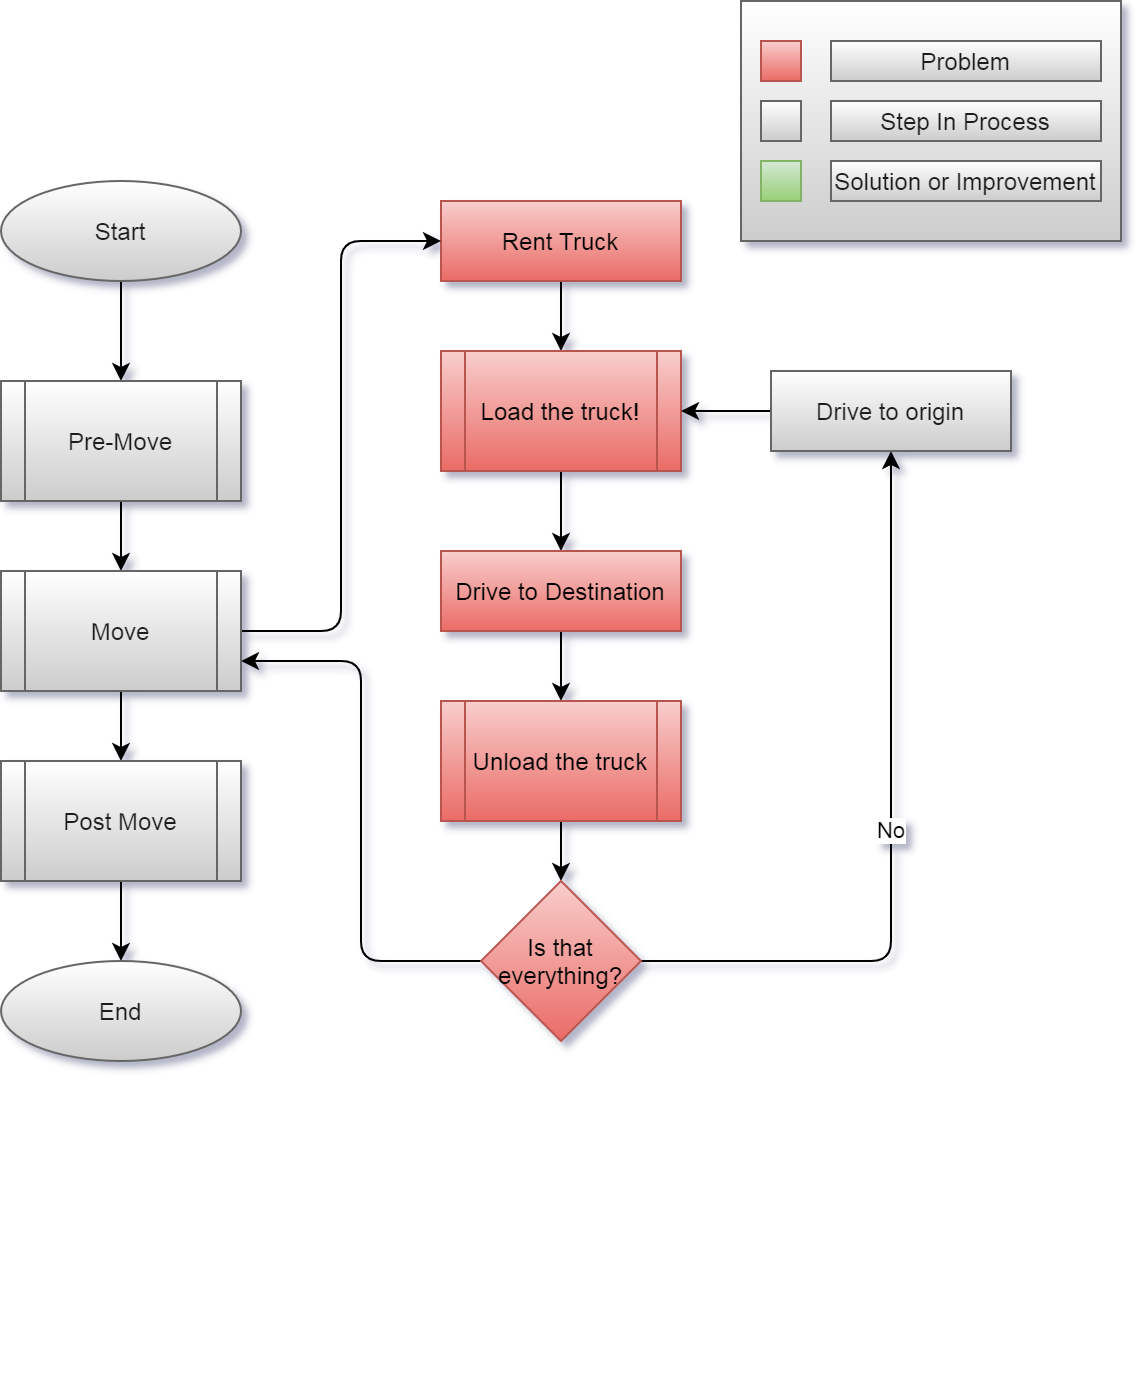 Problem
Step In Process
Solution or Improvement
Start
Pre-Move
Move
Post Move
End
Rent Truck
Load the truck!
Drive to Destination
Unload the truck
Is that
everything?
Drive to origin
No